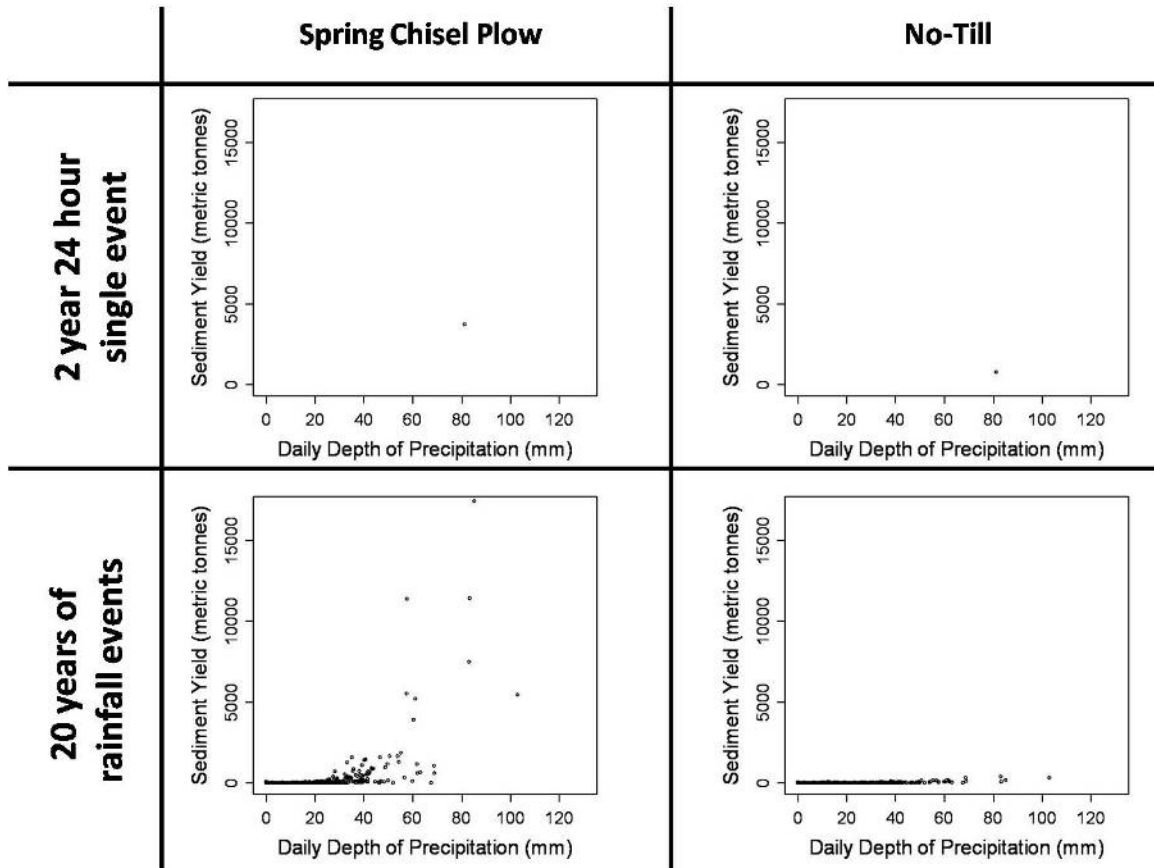 Spring Chisel Plow
No-Till
2 year 24 hour
single event
Sediment Yield (metric tonnes)
15000
10000
5000
0
0 20 40 60 80 100 120
Daily Depth of Precipitation (mm)
Sediment Yield (metric tonnes)
15000
10000
5000
0
0 20 40 60 80 100 120
Daily Depth of Precipitation (mm)
20 years of
rainfall events
Sediment Yield (metric tonnes)
15000
10000
5000
0
0 20 40 60 80 100 120
Daily Depth of Precipitation (mm)
Sediment Yield (metric tonnes)
15000
10000
5000
0
0 20 40 60 80 100 120
Daily Depth of Precipitation (mm)